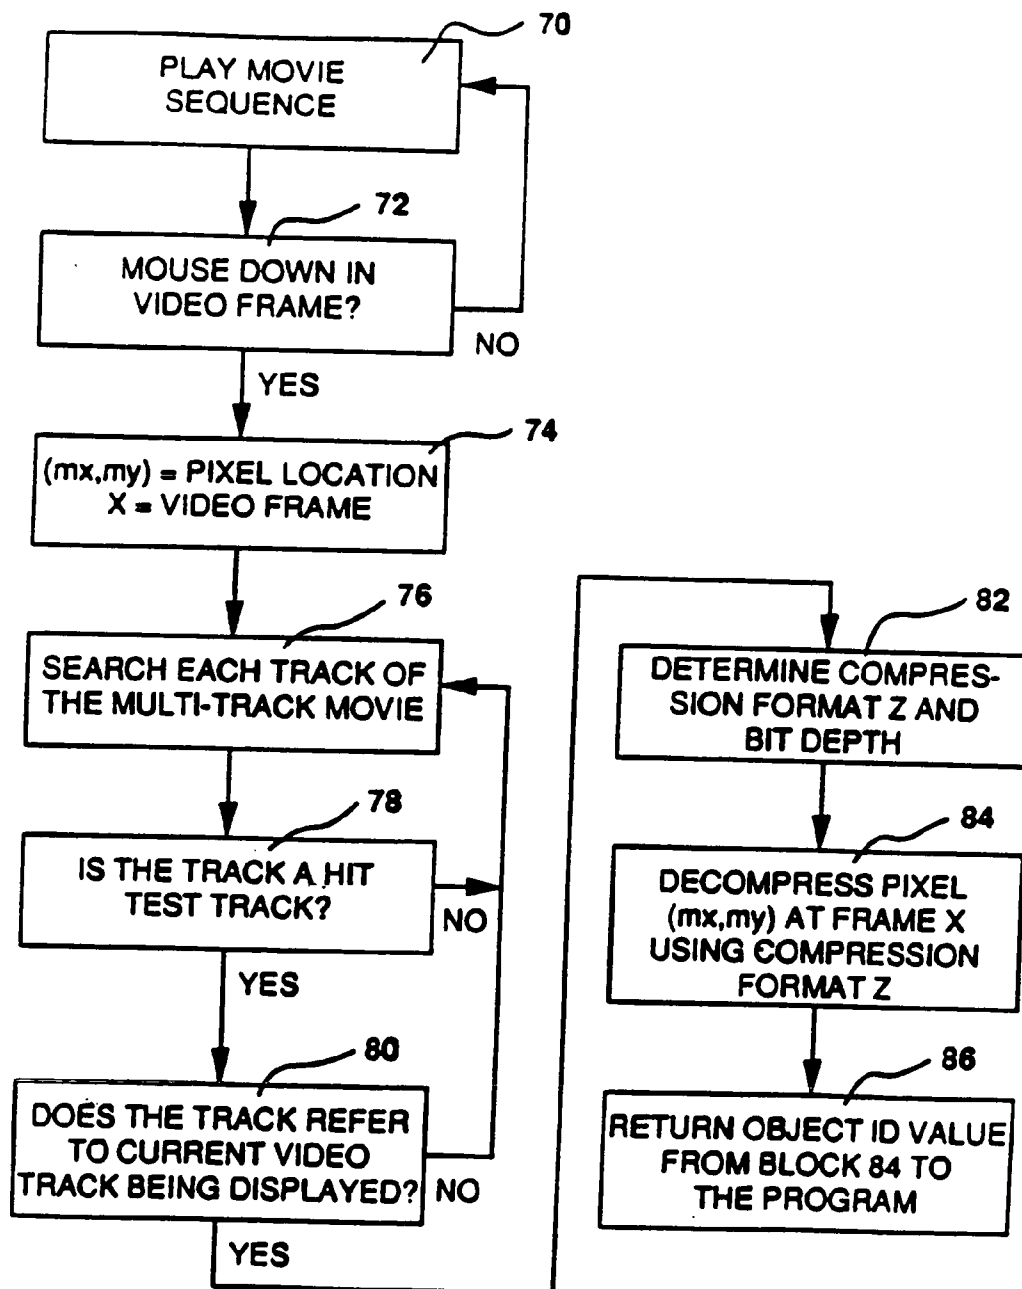 70
PLAY MOVIE
SEQUENCE
72
MOUSE DOWN IN
VIDEO FRAME?
NO
YES
74
(mx,my) = PIXEL LOCATION
X = VIDEO FRAME
76
SEARCH EACH TRACK OF
THE MULTI-TRACK MOVIE
78
IS THE TRACK A HIT
TEST TRACK?
NO
YES
80
DOES THE TRACK REFER
TO CURRENT VIDEO
TRACK BEING DISPLAYED?
NO
YES
82
DETERMINE COMPRES-
SION FORMAT Z AND
BIT DEPTH
84
DECOMPRESS PIXEL
(mx,my) AT FRAME X
USING COMPRESSION
FORMAT Z
86
RETURN OBJECT ID VALUE
FROM BLOCK 84 TO
THE PROGRAM